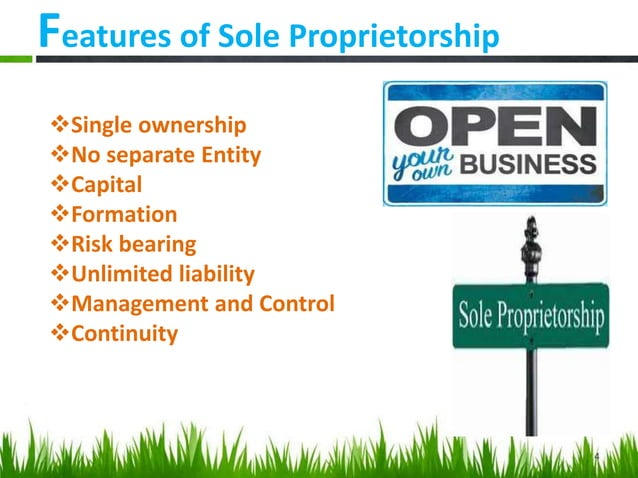 Features of Sole Proprietorship
❖Single ownership
❖No separate Entity
❖Capital
❖Formation
❖Risk bearing
❖Unlimited liability
❖Management and Control
❖Continuity
OPEN
your own BUSINESS
Sole Proprietorship
4